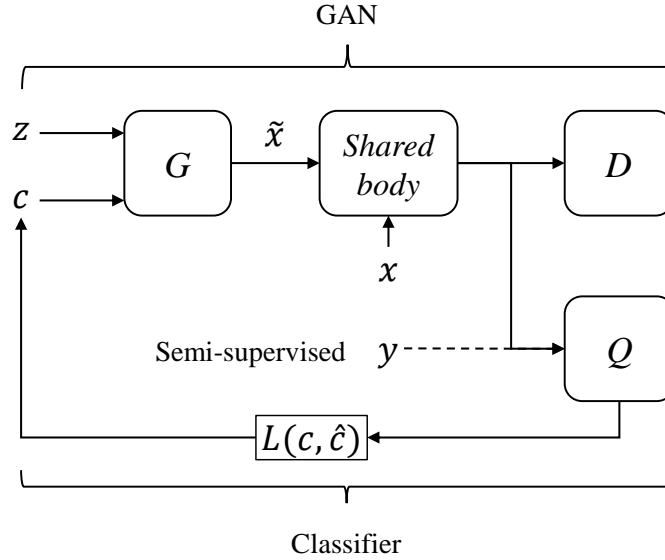 GAN
z
c
G
x̃
Shared
body
D
x
Semi-supervised
y
Q
L(c, ĉ)
Classifier